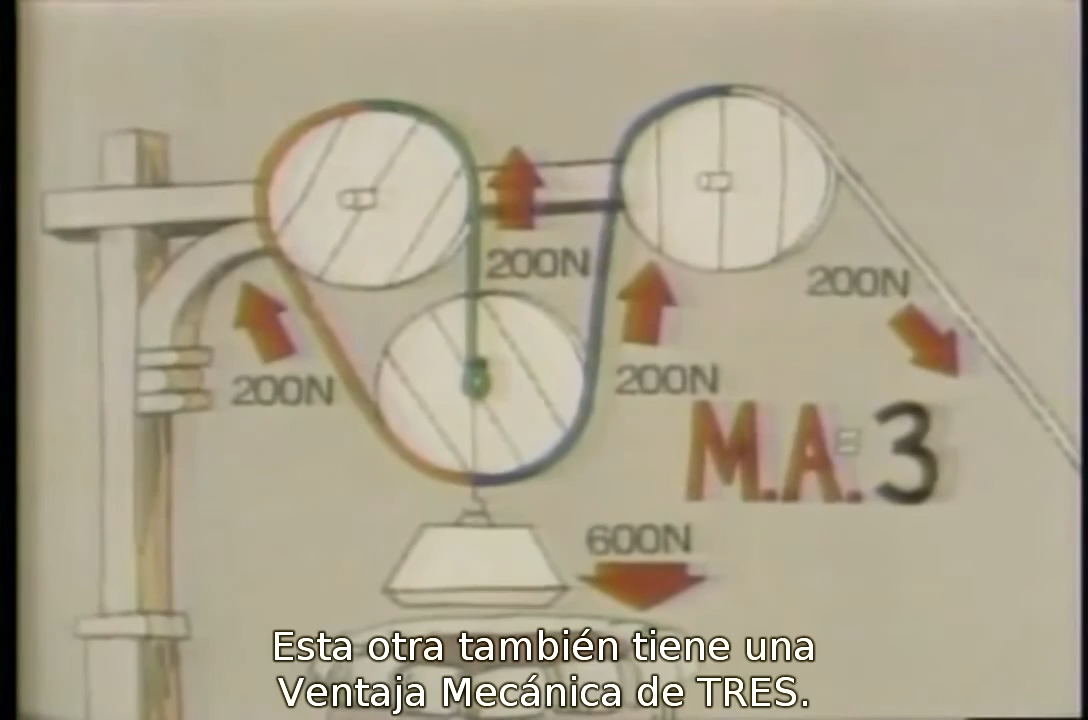 200N
200N
200N
200N
M.A.=3
600N
Esta otra también tiene una
Ventaja Mecánica de TRES.